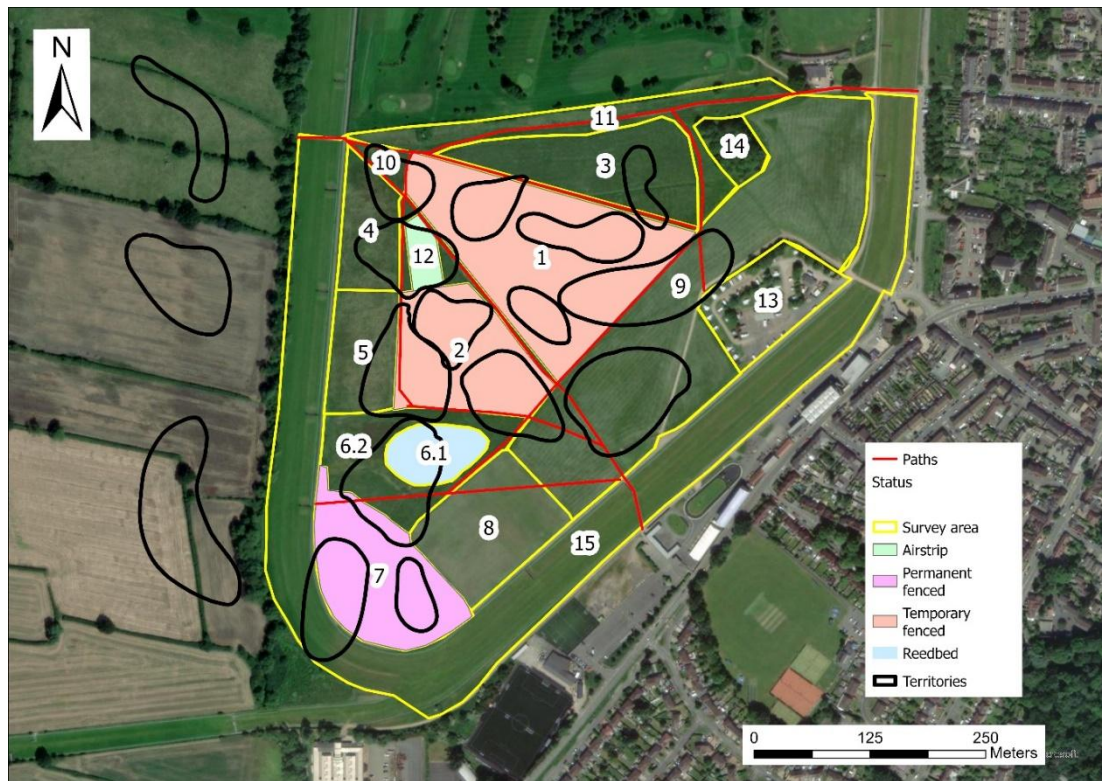 N
11
14
10
3
4
12
1
9
13
5
2
6.2
6.1
8
15
7
Paths
Status
Survey area
Airstrip
Permanent
fenced
Temporary
fenced
Reedbed
Territories
0 125 250
Meters